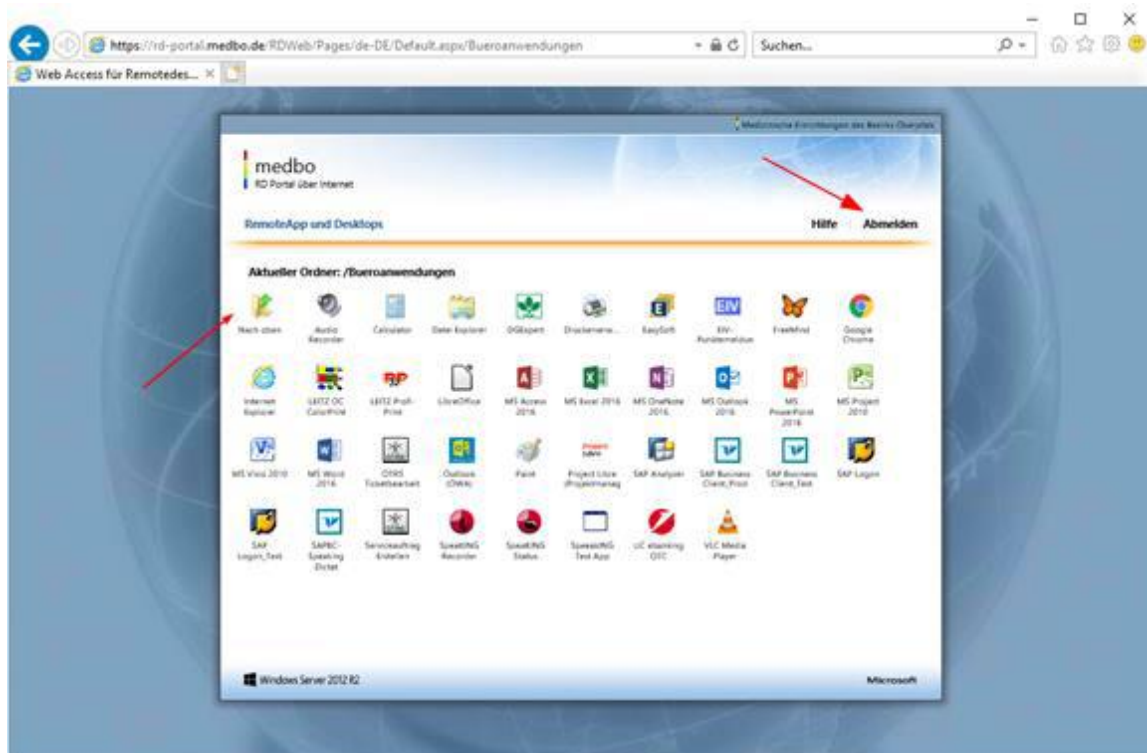 https://rd-portal.medbo.de/RDWeb/Pages/de-DE/Default.aspx/Bueroanwendungen
Suchen...
Web Access für Remotedes...
Medizinische Einrichtungen des Bezirks Oberpfalz
medbo
RD Portal über Internet
RemoteApp und Desktops
Hilfe
Abmelden
Aktueller Ordner: /Bueroanwendungen
Nach oben
Audio Recorder
Calculator
Datei Explorer
DGExpert
EasySoft
EIV
EIV-
FreeMind
Google Chrome
Internet Explorer
LEITZ OC ColorPrint
LEITZ Profi-Print
LibreOffice
MS Access 2016
MS Excel 2016
MS OneNote 2016
MS Outlook 2016
MS PowerPoint 2016
MS Project 2010
MS Visio 2010
MS Word 2016
OTRS Ticketbearbeit
Outlook (OWA)
Paint
Project Libre (Projektmanag
SAP Analyzer
SAP Business Client_Prod
SAP Business Client_Test
SAP Logon
SAP Logon_Test
SAPBC-Speaking Dictat
Serviceauftrag Erstellen
SpeaKING Recorder
SpeaKING Status
SpeaKING Test App
UC elearning OTC
VLC Media Player
Windows Server 2012 R2
Microsoft